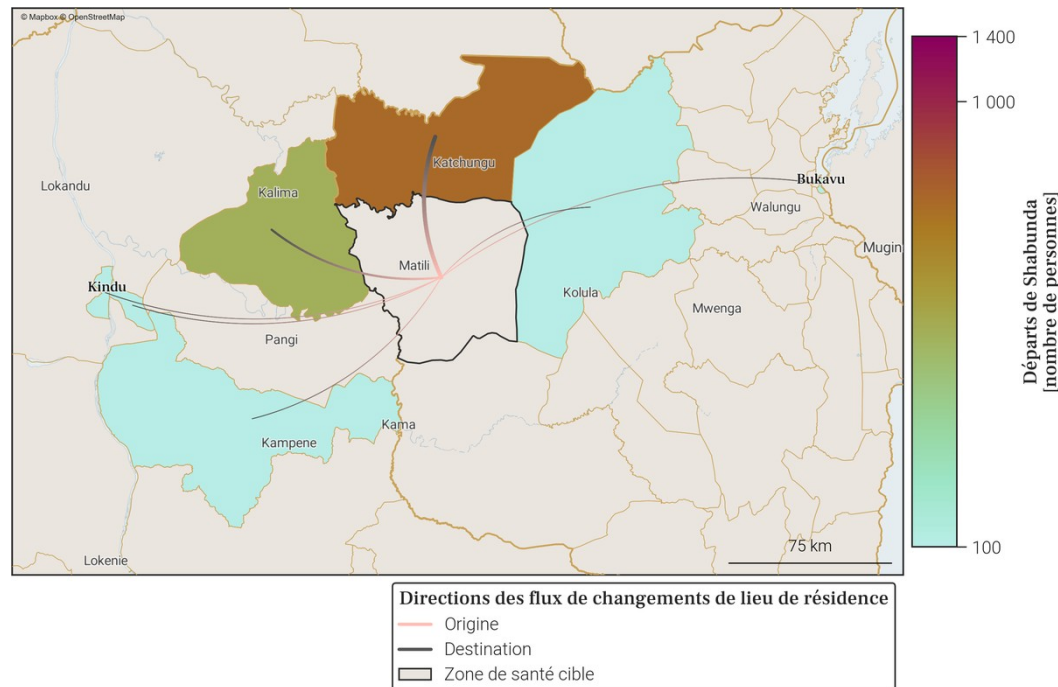 © Mapbox © OpenStreetMap
Lokandu
Kalima
Katchungu
Bukavu
Walungu
Mugin
Matili
Kindu
Kolula
Mwenga
Pangi
Kama
Kampene
Lokenie
75 km
1 400
1 000
100
Départs de Shabunda
[nombre de personnes]
Directions des flux de changements de lieu de résidence
Origine
Destination
Zone de santé cible